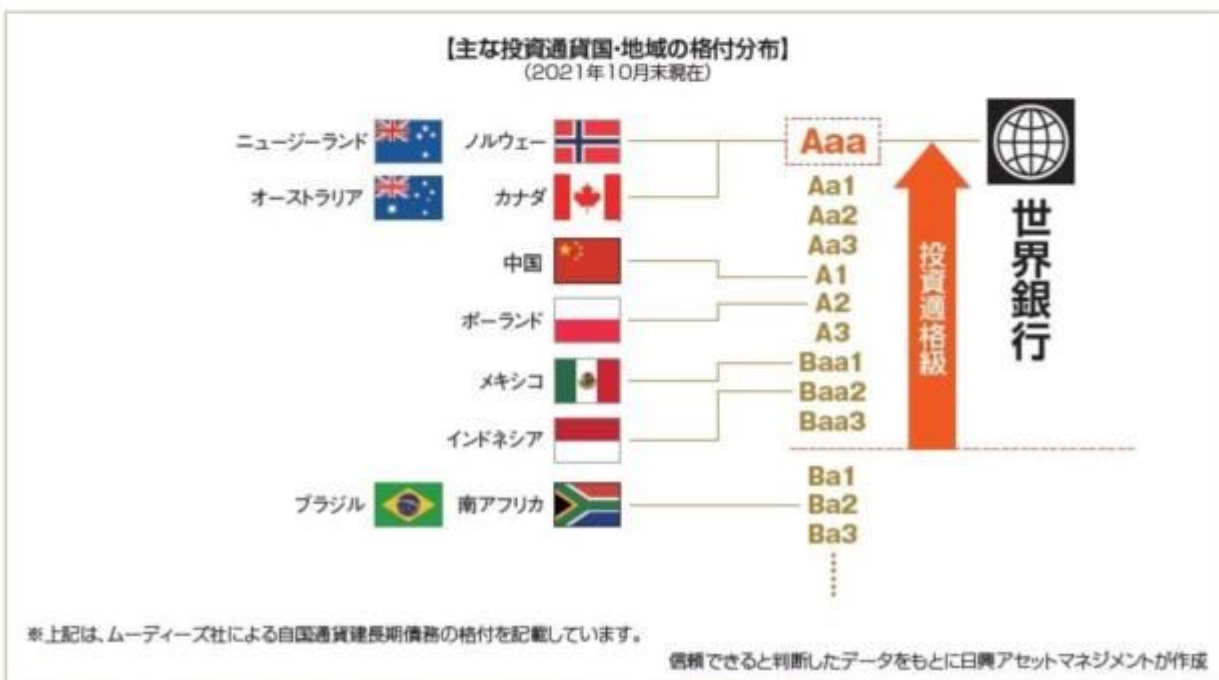 【主な投資通貨国・地域の格付分布】
（2021年10月末現在）
ニュージーランド
ノルウェー
オーストラリア
カナダ
中国
ポーランド
メキシコ
インドネシア
ブラジル
南アフリカ
Aaa
Aa1
Aa2
Aa3
A1
A2
A3
Baa1
Baa2
Baa3
Ba1
Ba2
Ba3
投資適格級
世界銀行
※上記は、ムーディーズ社による自国通貨建長期債務の格付を記載しています。
信頼できると判断したデータをもとに日興アセットマネジメントが作成